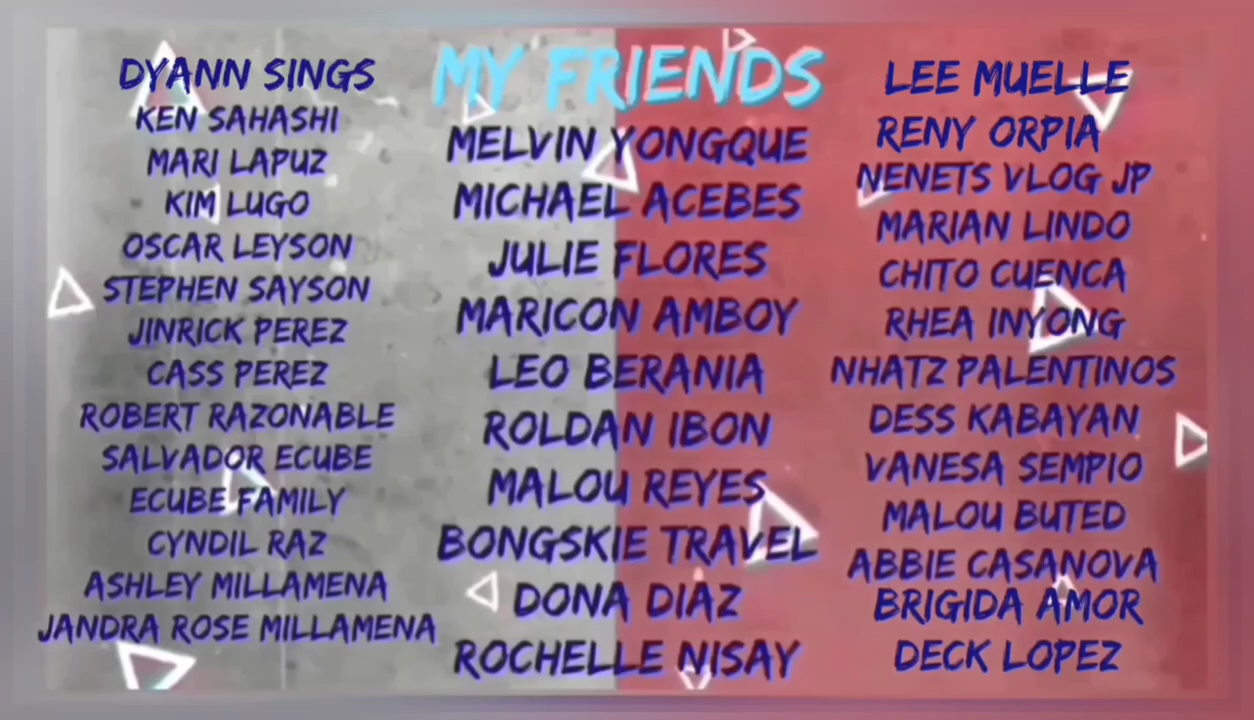 MY FRIENDS
DYANN SINGS
KEN SAHASHI
MARI LAPUZ
KIM LUGO
OSCAR LEYSON
STEPHEN SAYSON
JINRICK PEREZ
CASS PEREZ
ROBERT RAZONABLE
SALVADOR ECUBE
ECUBE FAMILY
CYNDIL RAZ
ASHLEY MILLAMENA
JANDRA ROSE MILLAMENA
MELVIN YONGQUE
MICHAEL ACEBES
JULIE FLORES
MARICON AMBOY
LEO BERANIA
ROLDAN IBON
MALOU REYES
BONGSKIE TRAVEL
DONA DIAZ
ROCHELLE NISAY
LEE MUELLE
RENY ORPIA
NENETS VLOG JP
MARIAN LINDO
CHITO CUENCA
RHEA INYONG
NHATZ PALENTINOS
DESS KABAYAN
VANESA SEMPIO
MALOU BUTED
ABBIE CASANOVA
BRIGIDA AMOR
DECK LOPEZ